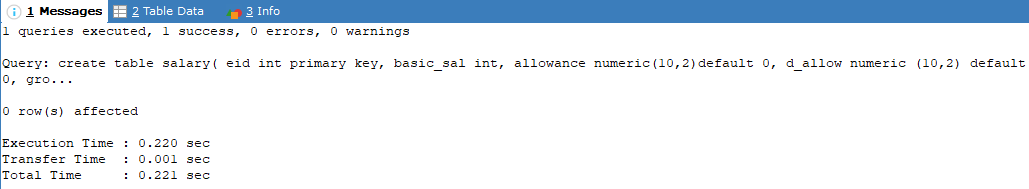 1 Messages 2 Table Data 3 Info
1 queries executed, 1 success, 0 errors, 0 warnings
Query: create table salary( eid int primary key, basic_sal int, allowance numeric(10,2)default 0, d_allow numeric (10,2) default
0, gro...
0 row(s) affected
Execution Time : 0.220 sec
Transfer Time  : 0.001 sec
Total Time     : 0.221 sec